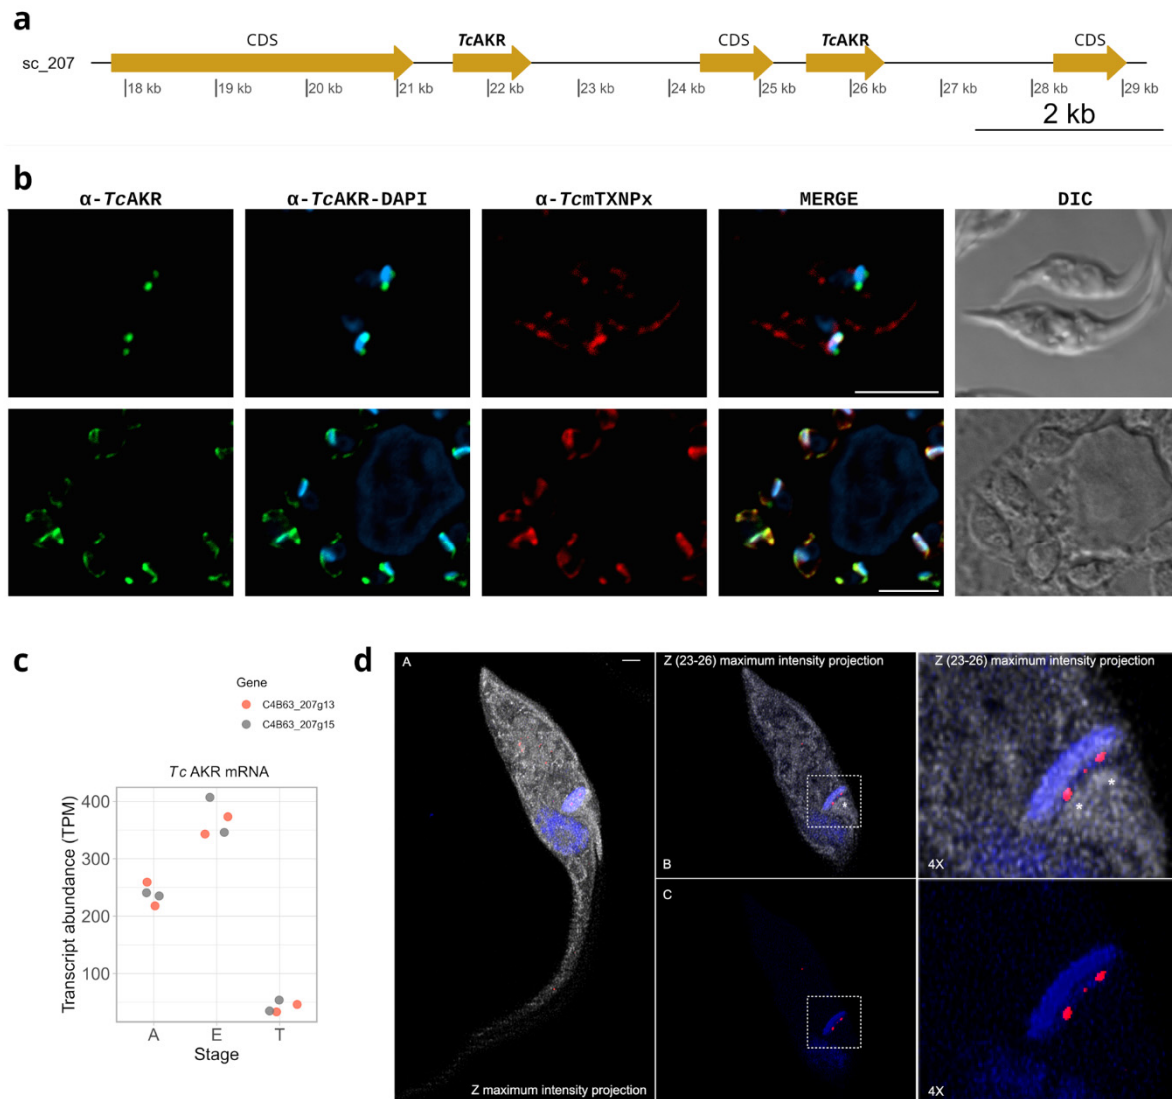 a
CDS TcAKR CDS TcAKR CDS
sc_207
18 kb 19 kb 20 kb 21 kb 22 kb 23 kb 24 kb 25 kb 26 kb 27 kb 28 kb 29 kb
2 kb
b
α-TcAKR α-TcAKR-DAPI α-TcmTXNPx MERGE DIC
c
Gene
C4B63_207g13
C4B63_207g15
Tc AKR mRNA
Transcript abundance (TPM)
400
300
200
100
A E T
Stage
d
A
Z maximum intensity projection
Z (23-26) maximum intensity projection
*
B
Z (23-26) maximum intensity projection
*
*
4X
C
4X